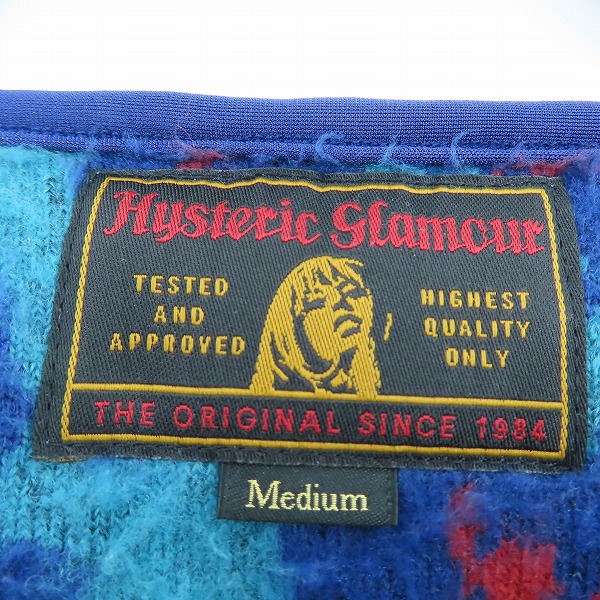 Hysteric Glamour
TESTED
AND
APPROVED
HIGHEST
QUALITY
ONLY
THE ORIGINAL SINCE 1984
Medium